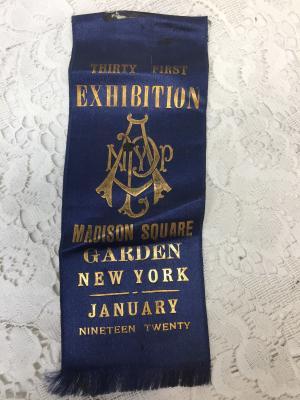 THIRTY FIRST
EXHIBITION
MADISON SQUARE
GARDEN
NEW YORK
JANUARY
NINETEEN TWENTY